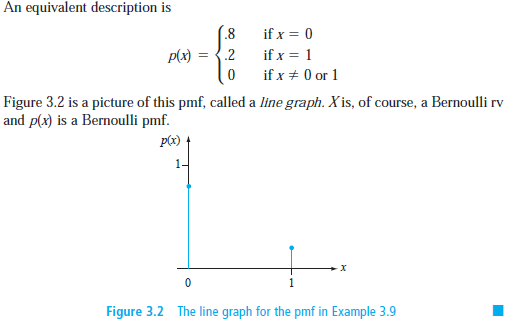 An equivalent description is
.8 if x = 0
p(x) = .2 if x = 1
0 if x ≠ 0 or 1
Figure 3.2 is a picture of this pmf, called a line graph. X is, of course, a Bernoulli rv
and p(x) is a Bernoulli pmf.
p(x)
1
x
0 1
Figure 3.2 The line graph for the pmf in Example 3.9